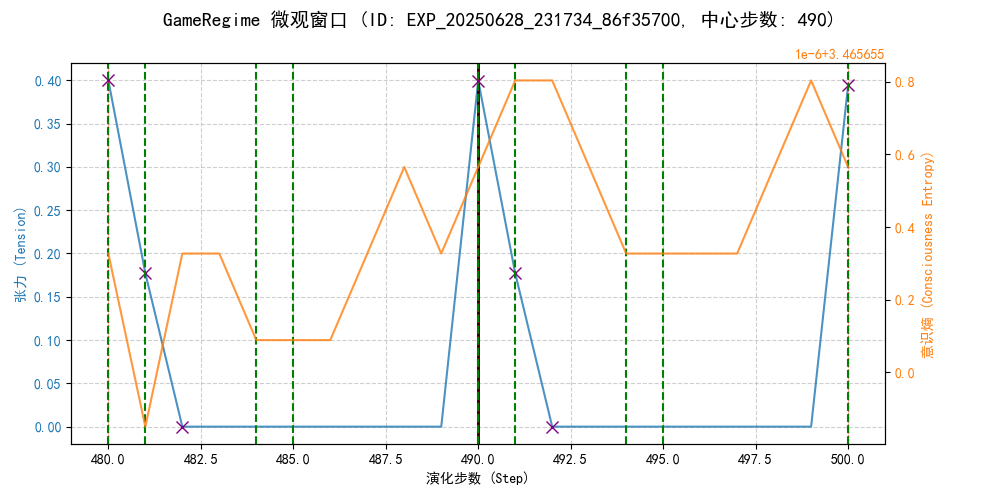 GameRegime 微观窗口 (ID: EXP_20250628_231734_86f35700, 中心步数: 490)
1e-6+3.465655
0.40
0.35
0.30
0.25
0.20
0.15
0.10
0.05
0.00
张力 (Tension)
0.8
0.6
0.4
0.2
0.0
意识熵 (Consciousness Entropy)
480.0 482.5 485.0 487.5 490.0 492.5 495.0 497.5 500.0
演化步数 (Step)